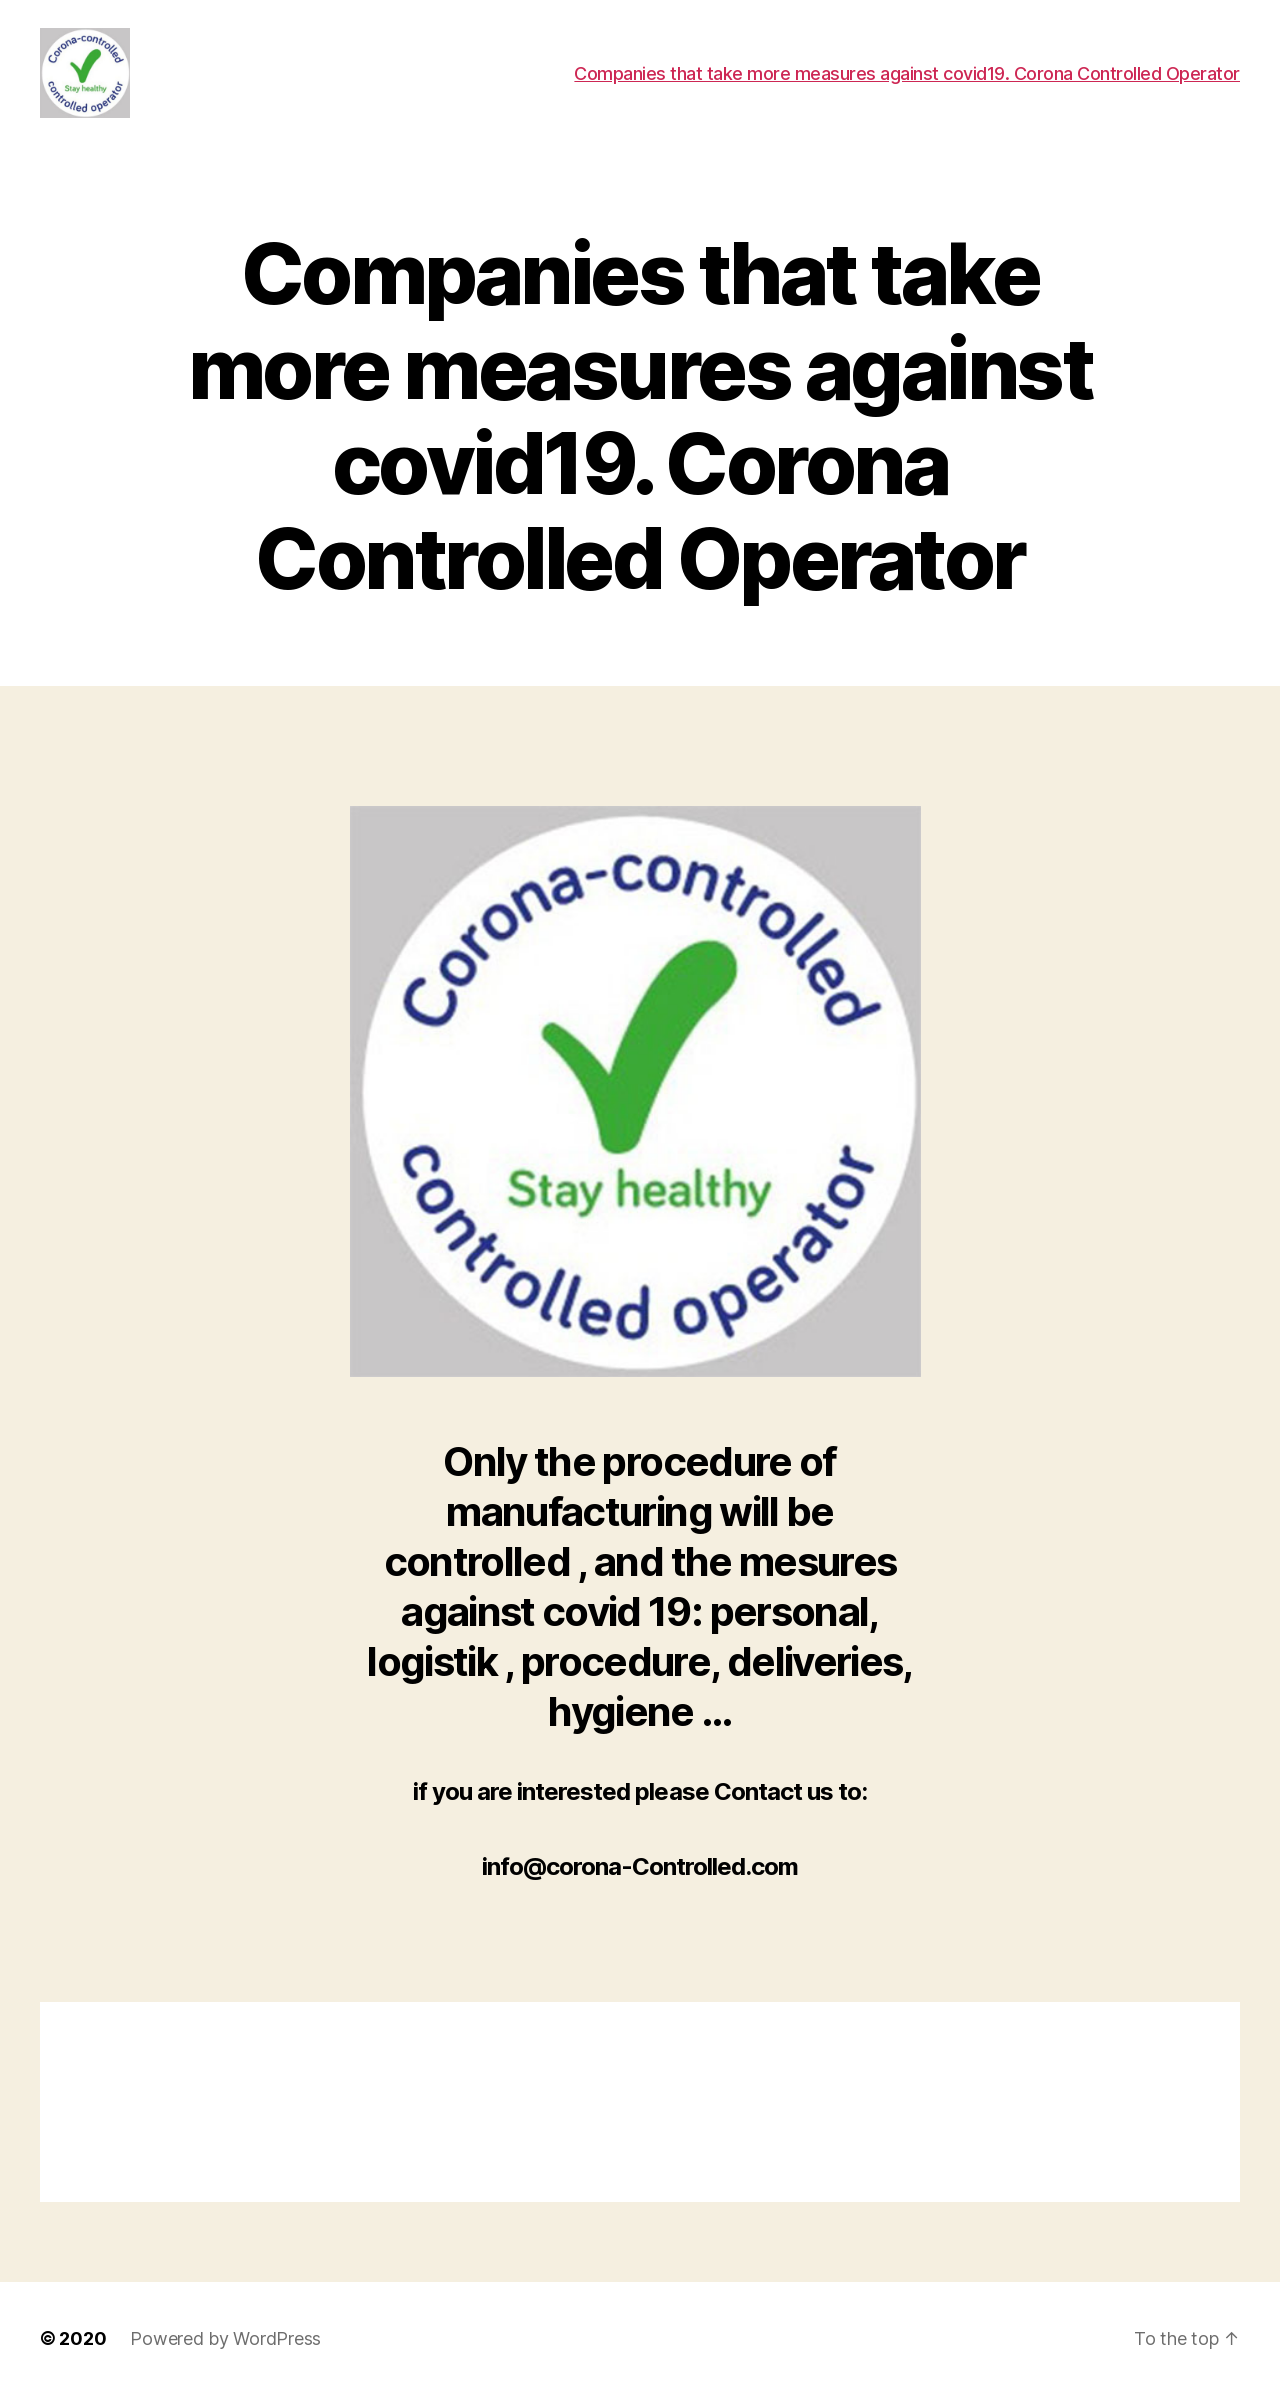 Corona-controlled
Stay healthy
controlled operator
Companies that take more measures against covid19. Corona Controlled Operator
Companies that take
more measures against
covid19. Corona
Controlled Operator
Corona-controlled
Stay healthy
controlled operator
Only the procedure of
manufacturing will be
controlled , and the mesures
against covid 19: personal,
logistik , procedure, deliveries,
hygiene ...
if you are interested please Contact us to:
info@corona-Controlled.com
© 2020 Powered by WordPress
To the top ↑